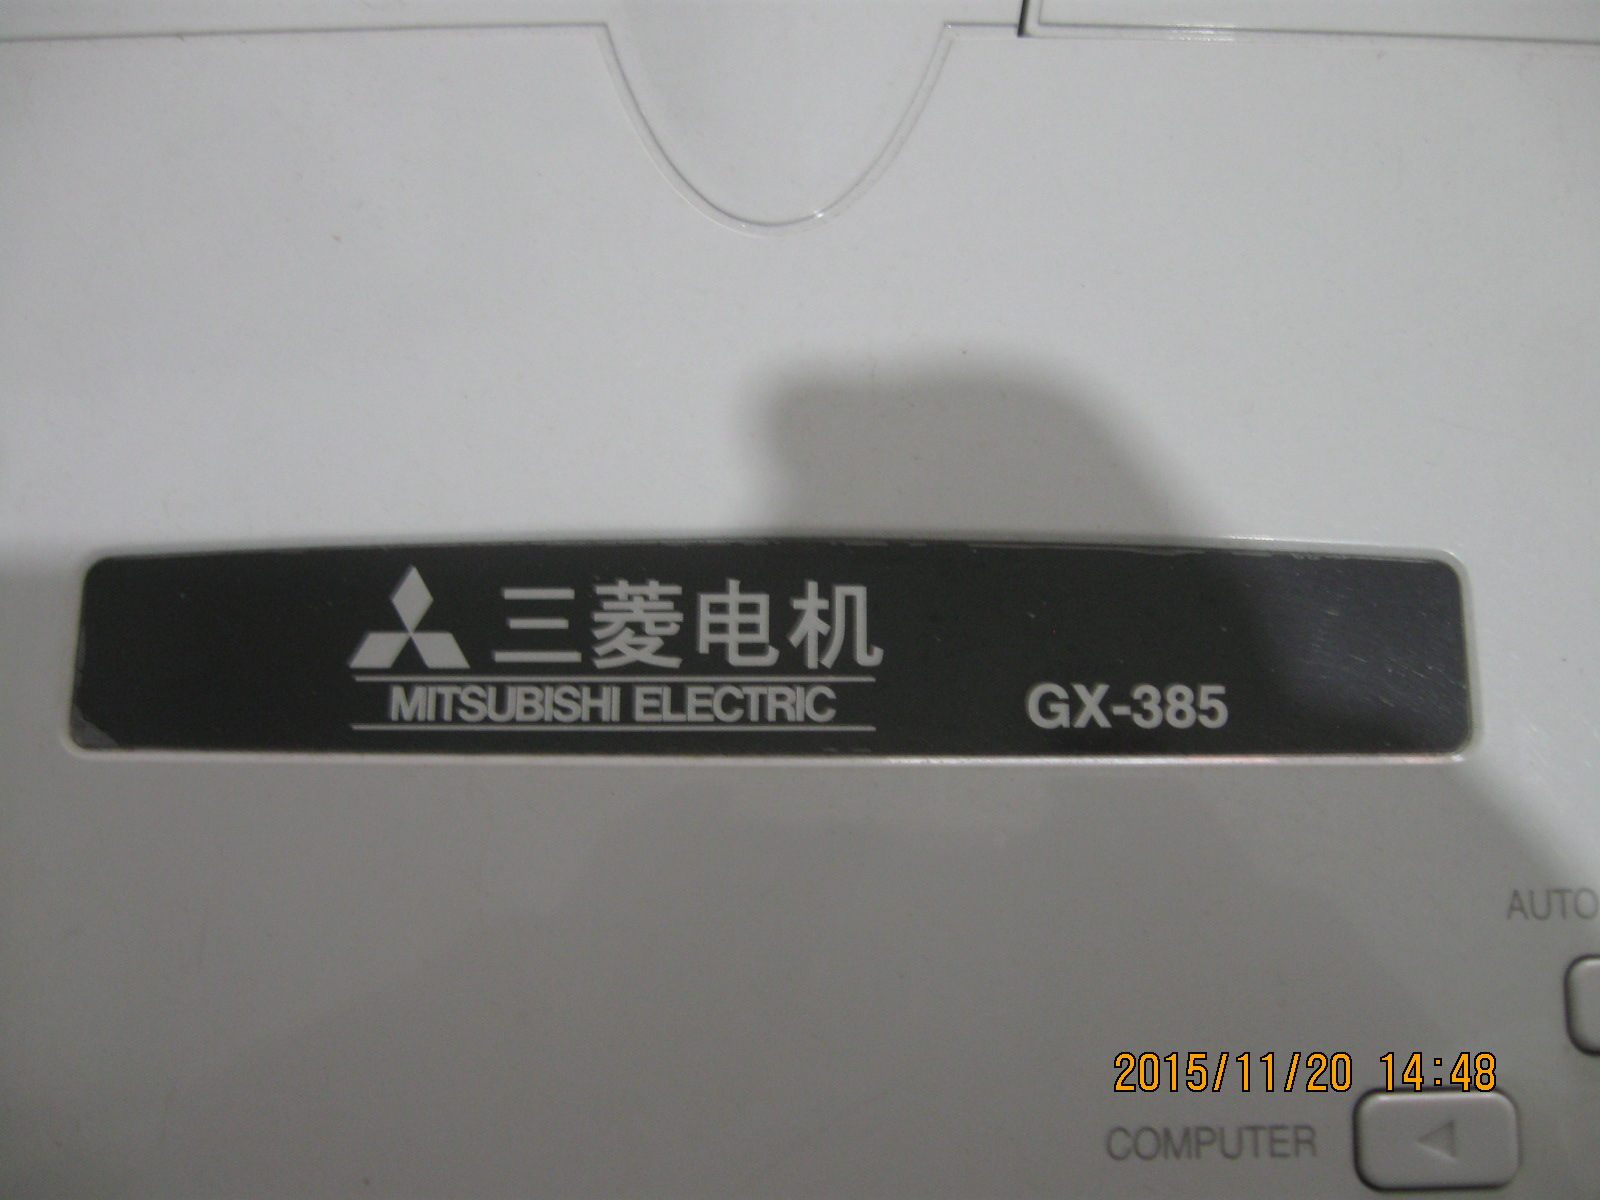 三菱电机
MITSUBISHI ELECTRIC
GX-385
AUTO
2015/11/20 14:48
COMPUTER